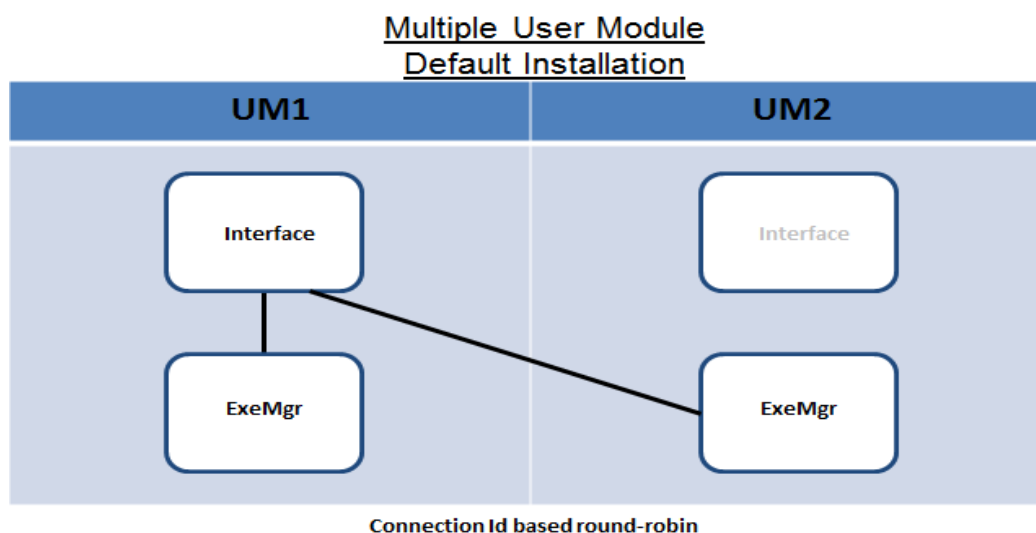 Multiple User Module
Default Installation
UM1
UM2
Interface
Interface
ExeMgr
ExeMgr
Connection Id based round-robin